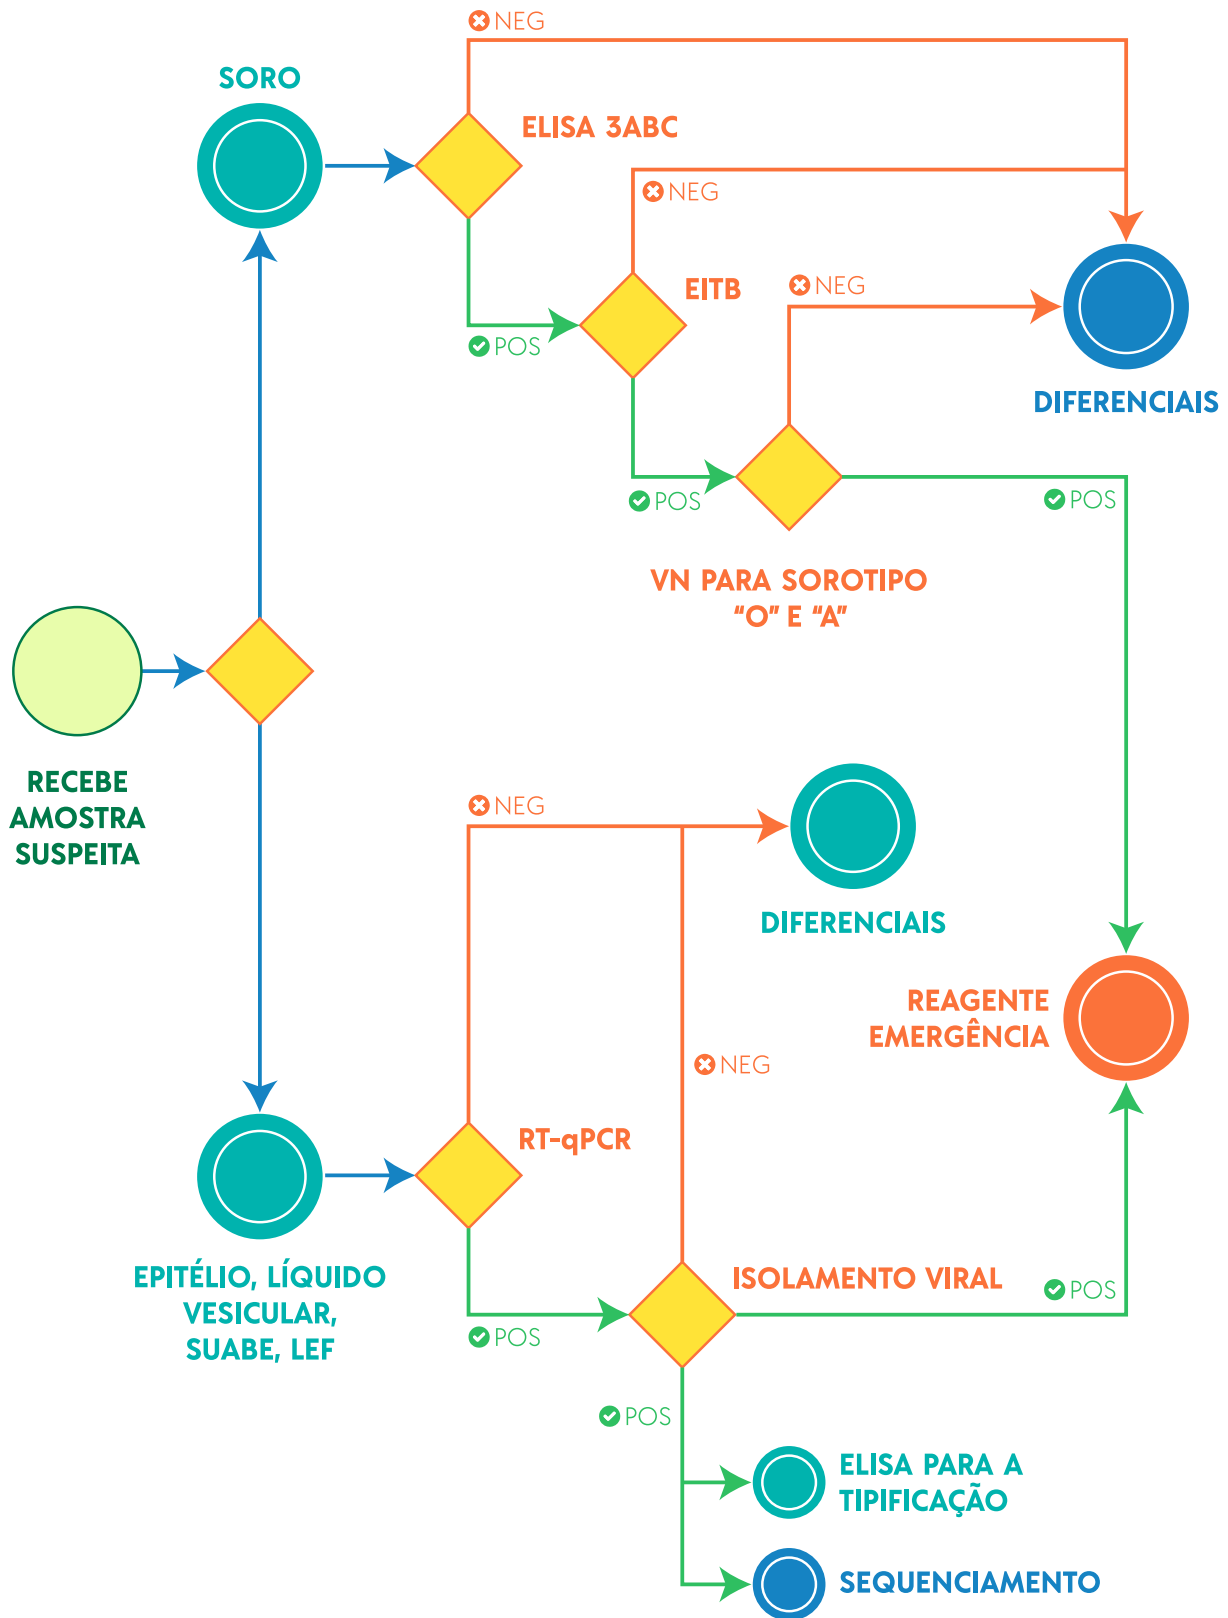 NEG
SORO
ELISA 3ABC
NEG
EITB
NEG
POS
DIFERENCIAIS
POS
POS
VN PARA SOROTIPO
“O” E “A”
RECEBE
AMOSTRA
SUSPEITA
NEG
DIFERENCIAIS
REAGENTE
EMERGÊNCIA
NEG
RT-qPCR
EPITÉLIO, LÍQUIDO
VESICULAR,
SUABE, LEF
ISOLAMENTO VIRAL
POS
POS
POS
ELISA PARA A
TIPIFICAÇÃO
SEQUENCIAMENTO